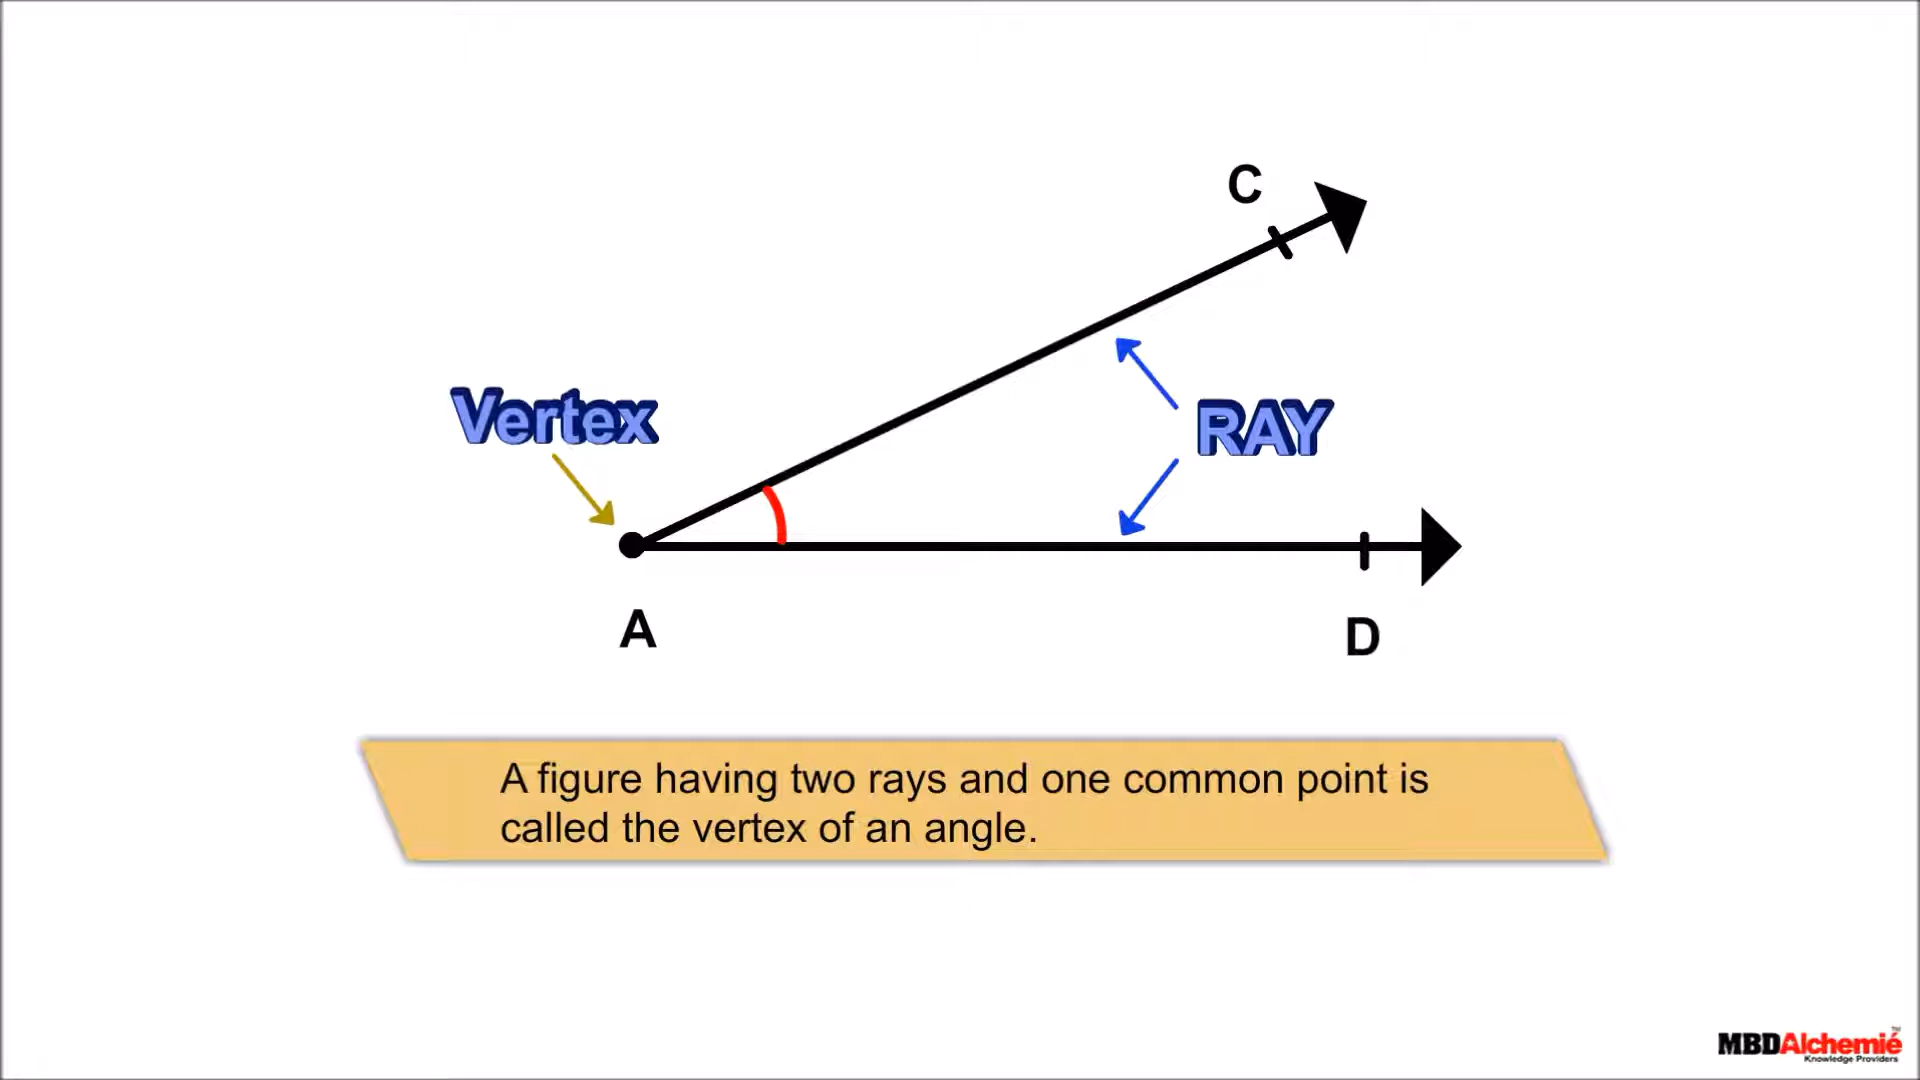 C
Vertex
RAY
A
D
A figure having two rays and one common point is
called the vertex of an angle.
MBDAlchemié™
Knowledge Providers